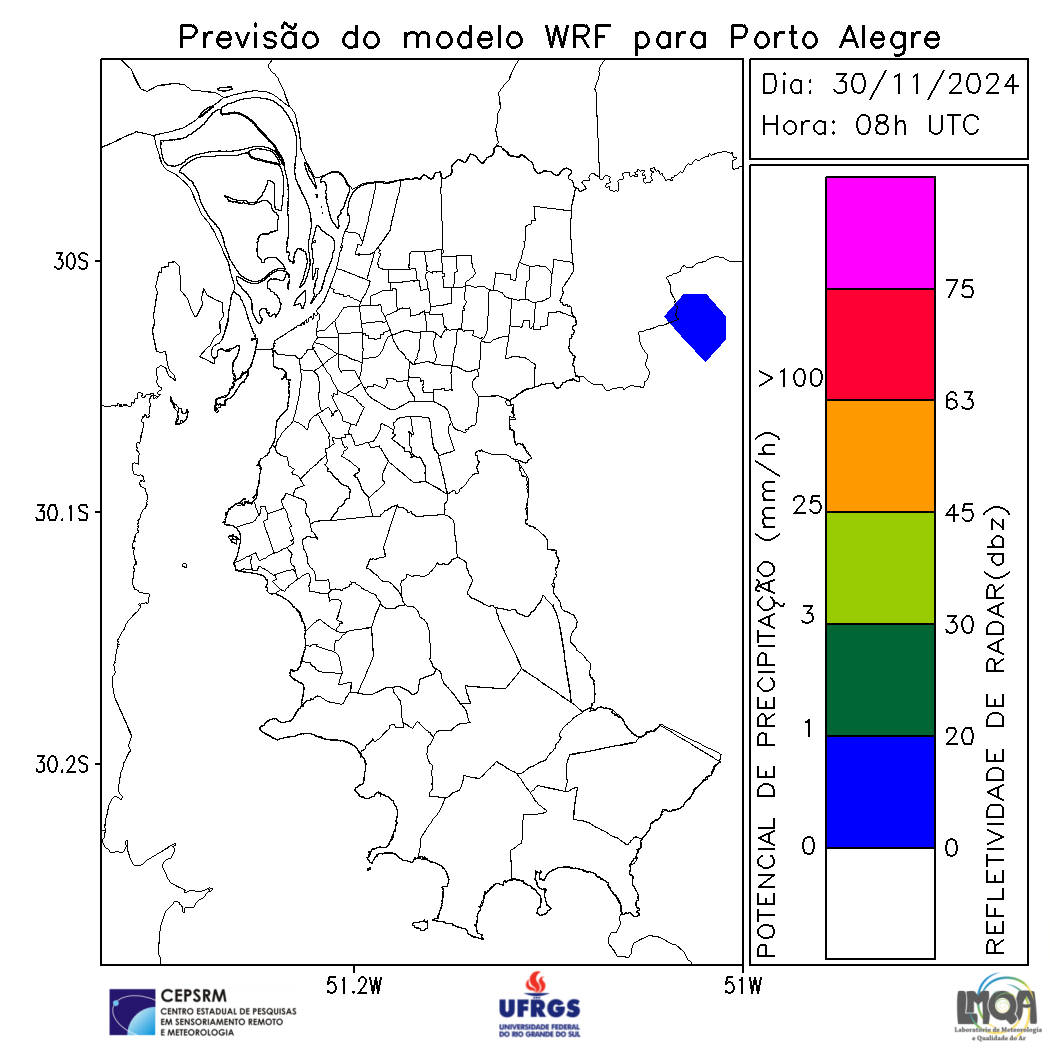 Previsão do modelo WRF para Porto Alegre
Dia: 30/11/2024
Hora: 08h UTC
30S
30.1S
30.2S
51.2W
51W
POTENCIAL DE PRECIPITAÇÃO (mm/h)
>100
25
3
1
0
75
63
45
30
20
0
REFLETIVIDADE DE RADAR(dbz)
CEPSRM
CENTRO ESTADUAL DE PESQUISAS
EM SENSORIAMENTO REMOTO
E METEOROLOGIA
UFRGS
UNIVERSIDADE FEDERAL
DO RIO GRANDE DO SUL
LMQA
Laboratório de Meteorologia
e Qualidade do Ar